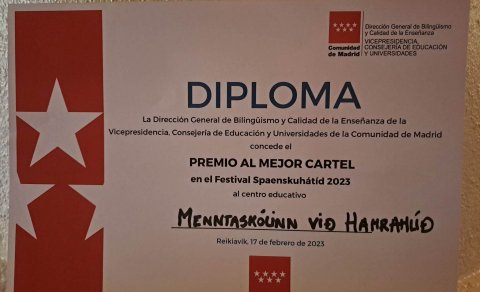 Comunidad
de Madrid
Dirección General de Bilingüismo
y Calidad de la Enseñanza
VICEPRESIDENCIA,
CONSEJERÍA DE EDUCACIÓN
Y UNIVERSIDADES
DIPLOMA
La Dirección General de Bilingüismo y Calidad de la Enseñanza de la
Vicepresidencia, Consejería de Educación y Universidades de la Comunidad de Madrid
concede el
PREMIO AL MEJOR CARTEL
en el Festival Spaenskuhátíd 2023
al centro educativo
MENNTASKÓLINN VIÐ HAMRAHLÍÐ
Reikiavik, 17 de febrero de 2023